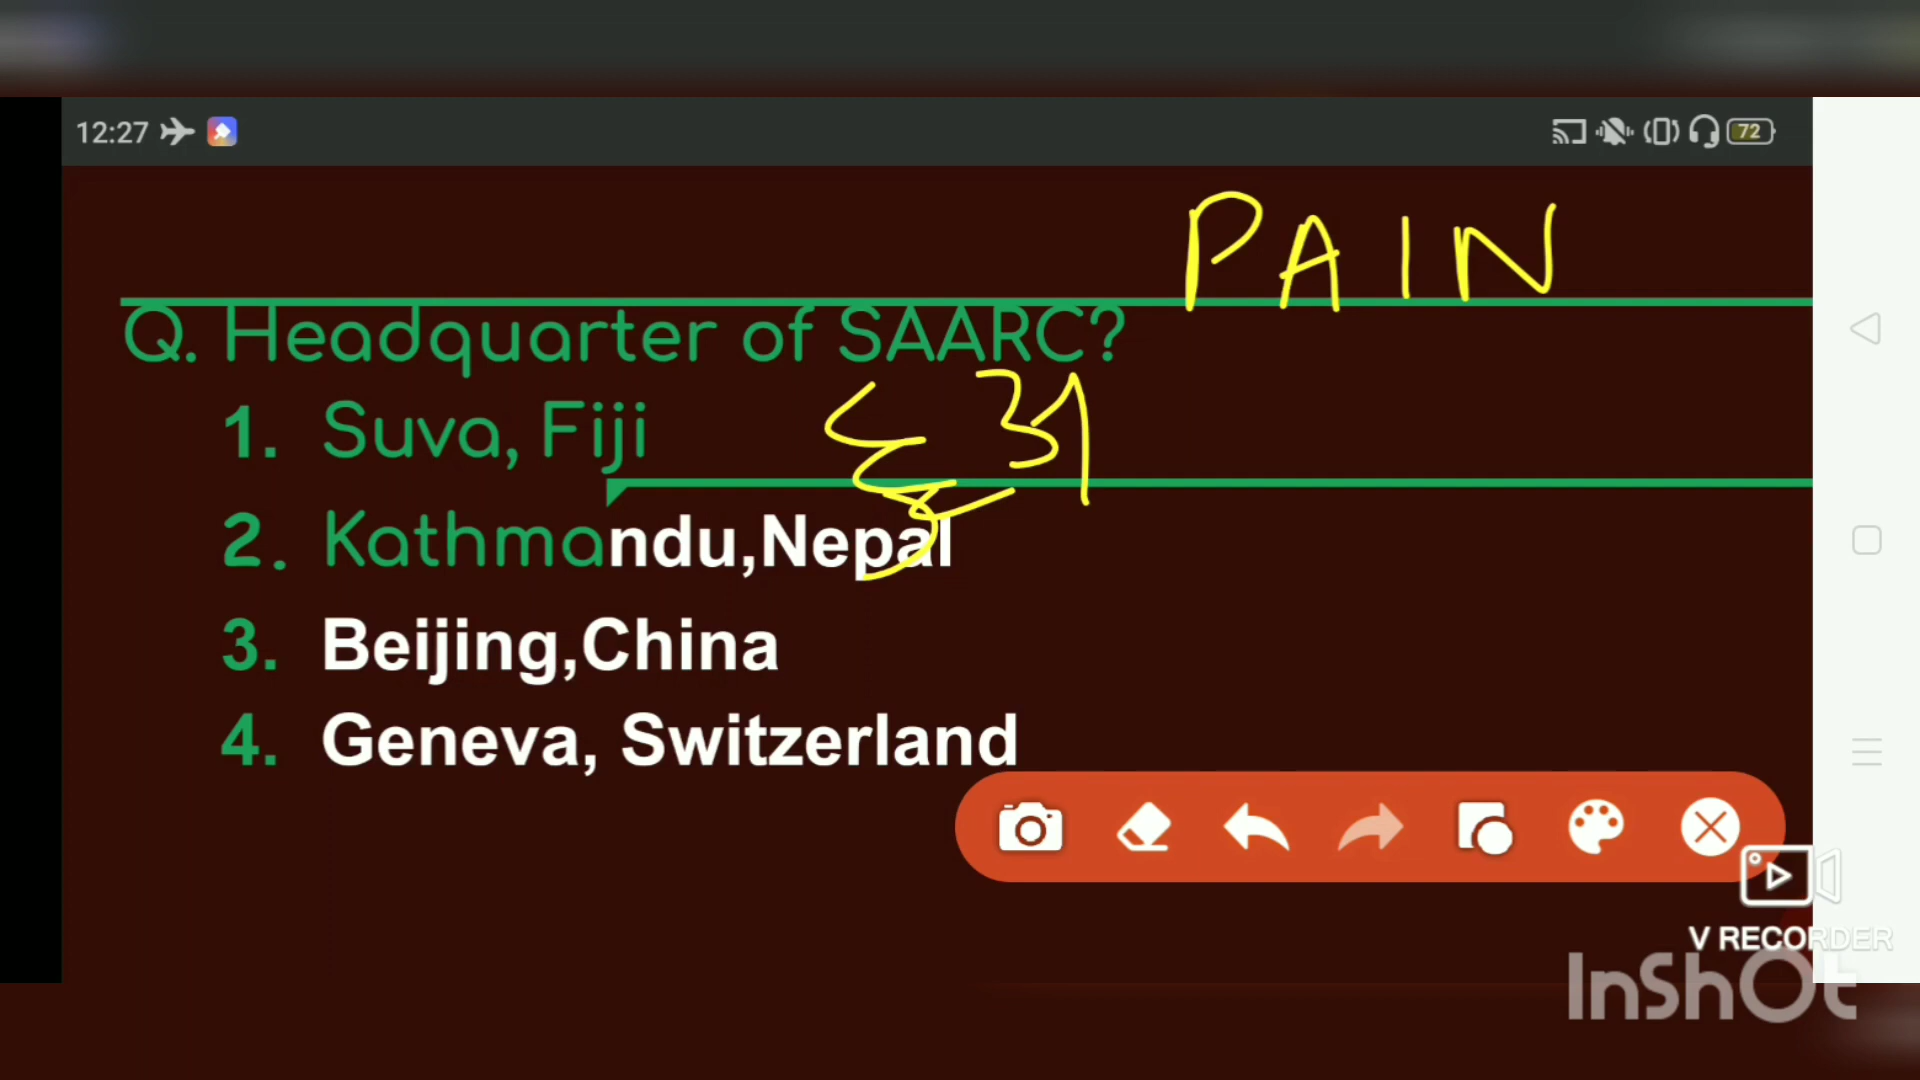 12:27
72
PAIN
Q. Headquarter of SAARC?
1. Suva, Fiji
2. Kathmandu,Nepal
3. Beijing,China
4. Geneva, Switzerland
V RECORDER
InShOt